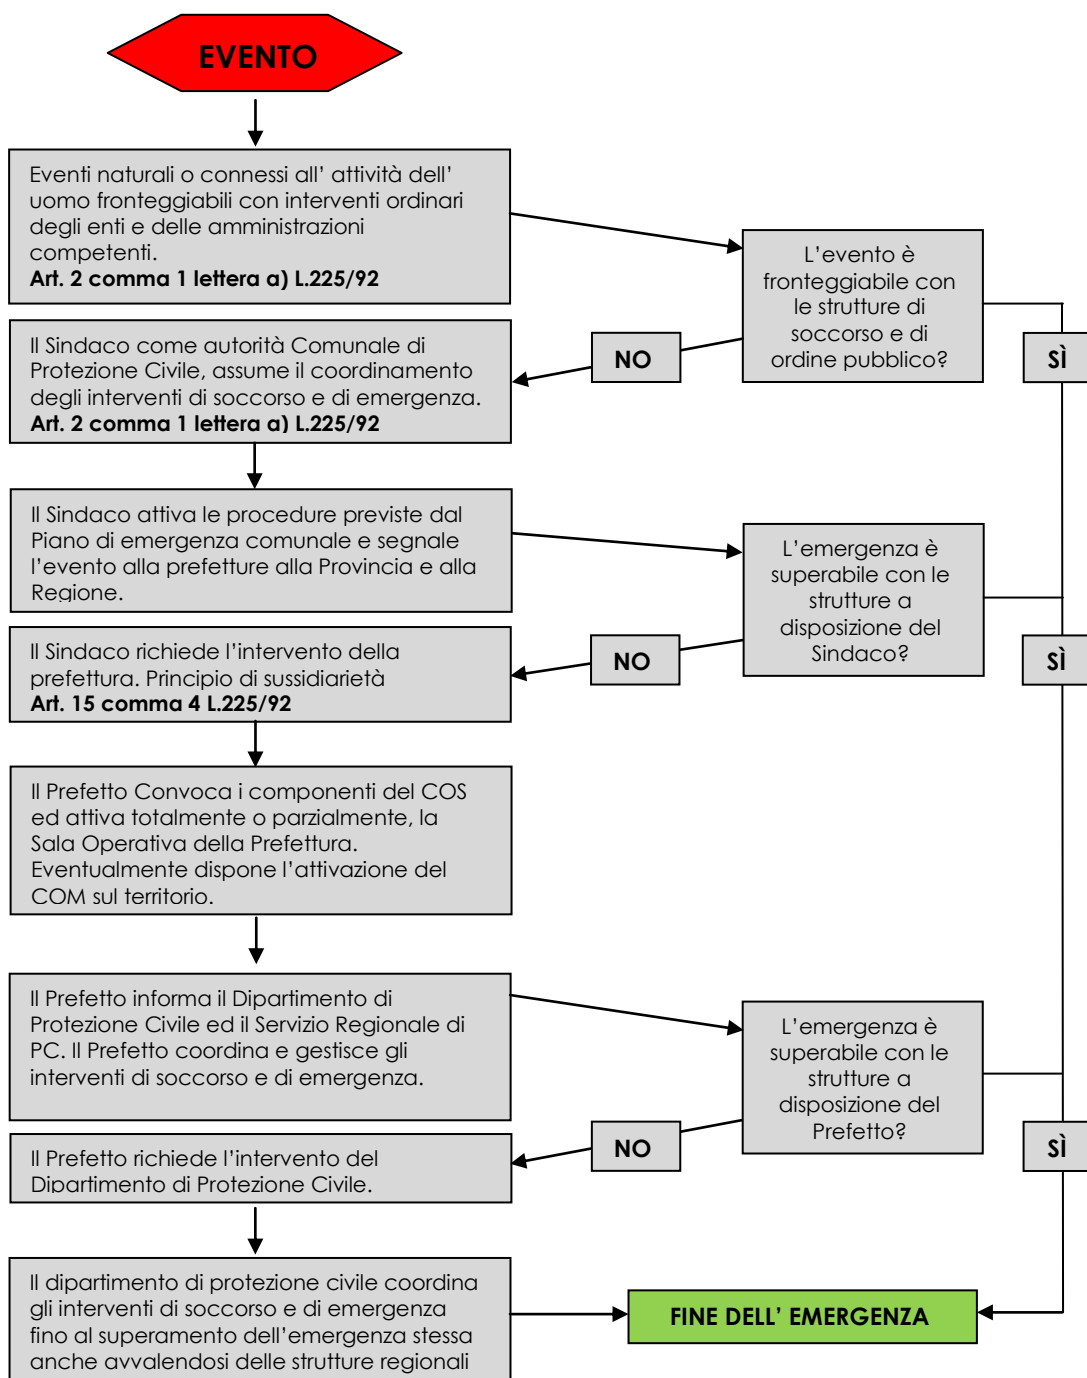 EVENTO
Eventi naturali o connessi all' attività dell'
uomo fronteggiabili con interventi ordinari
degli enti e delle amministrazioni
competenti.
Art. 2 comma 1 lettera a) L.225/92
L'evento è
fronteggiabile con
le strutture di
soccorso e di
ordine pubblico?
NO
SÌ
Il Sindaco come autorità Comunale di
Protezione Civile, assume il coordinamento
degli interventi di soccorso e di emergenza.
Art. 2 comma 1 lettera a) L.225/92
Il Sindaco attiva le procedure previste dal
Piano di emergenza comunale e segnale
l'evento alla prefetture alla Provincia e alla
Regione.
L'emergenza è
superabile con le
strutture a
disposizione del
Sindaco?
NO
SÌ
Il Sindaco richiede l'intervento della
prefettura. Principio di sussidiarietà
Art. 15 comma 4 L.225/92
Il Prefetto Convoca i componenti del COS
ed attiva totalmente o parzialmente, la
Sala Operativa della Prefettura.
Eventualmente dispone l'attivazione del
COM sul territorio.
Il Prefetto informa il Dipartimento di
Protezione Civile ed il Servizio Regionale di
PC. Il Prefetto coordina e gestisce gli
interventi di soccorso e di emergenza.
L'emergenza è
superabile con le
strutture a
disposizione del
Prefetto?
NO
SÌ
Il Prefetto richiede l'intervento del
Dipartimento di Protezione Civile.
Il dipartimento di protezione civile coordina
gli interventi di soccorso e di emergenza
fino al superamento dell'emergenza stessa
anche avvalendosi delle strutture regionali
FINE DELL' EMERGENZA